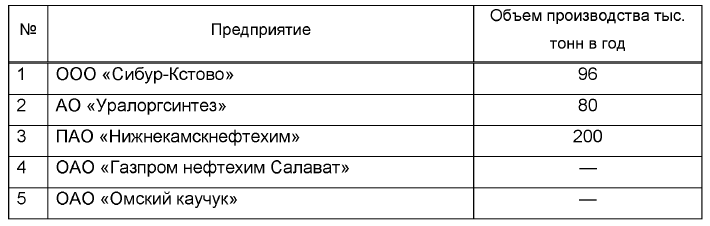 № Предприятие Объем производства тыс.
тонн в год
1 ООО «Сибур-Кстово» 96
2 АО «Уралоргсинтез» 80
3 ПАО «Нижнекамскнефтехим» 200
4 ОАО «Газпром нефтехим Салават» —
5 ОАО «Омский каучук» —